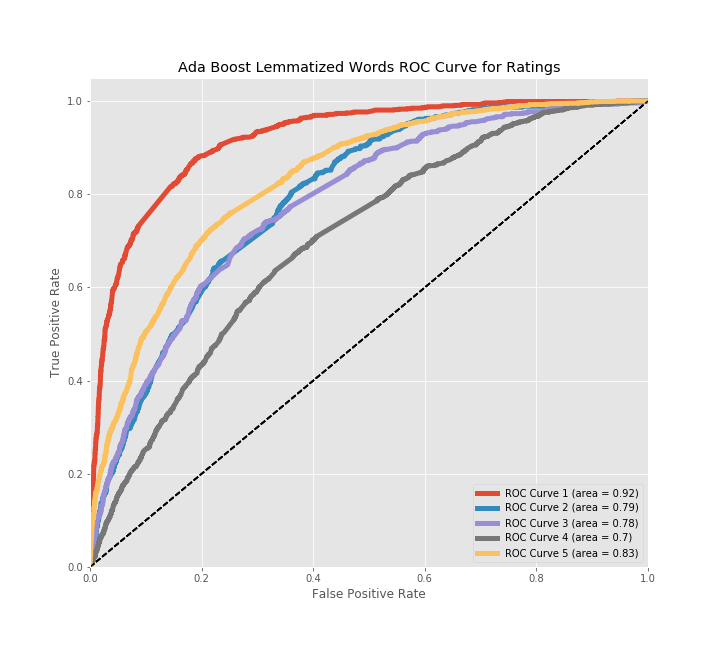 Ada Boost Lemmatized Words ROC Curve for Ratings
1.0
0.8
0.6
0.4
0.2
0.0
True Positive Rate
ROC Curve 1 (area = 0.92)
ROC Curve 2 (area = 0.79)
ROC Curve 3 (area = 0.78)
ROC Curve 4 (area = 0.7)
ROC Curve 5 (area = 0.83)
0.0 0.2 0.4 0.6 0.8 1.0
False Positive Rate